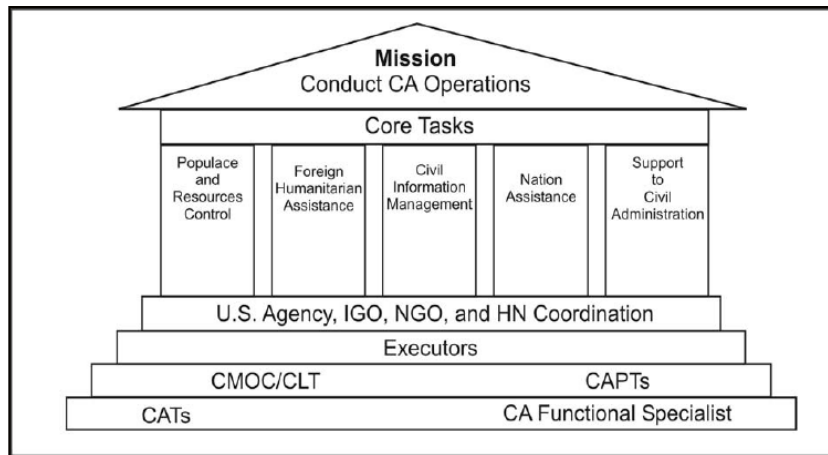 Mission
Conduct CA Operations
Core Tasks
Populace
and
Resources
Control
Foreign
Humanitarian
Assistance
Civil
Information
Management
Nation
Assistance
Support
to
Civil
Administration
U.S. Agency, IGO, NGO, and HN Coordination
Executors
CMOC/CLT CAPTs
CATs CA Functional Specialist